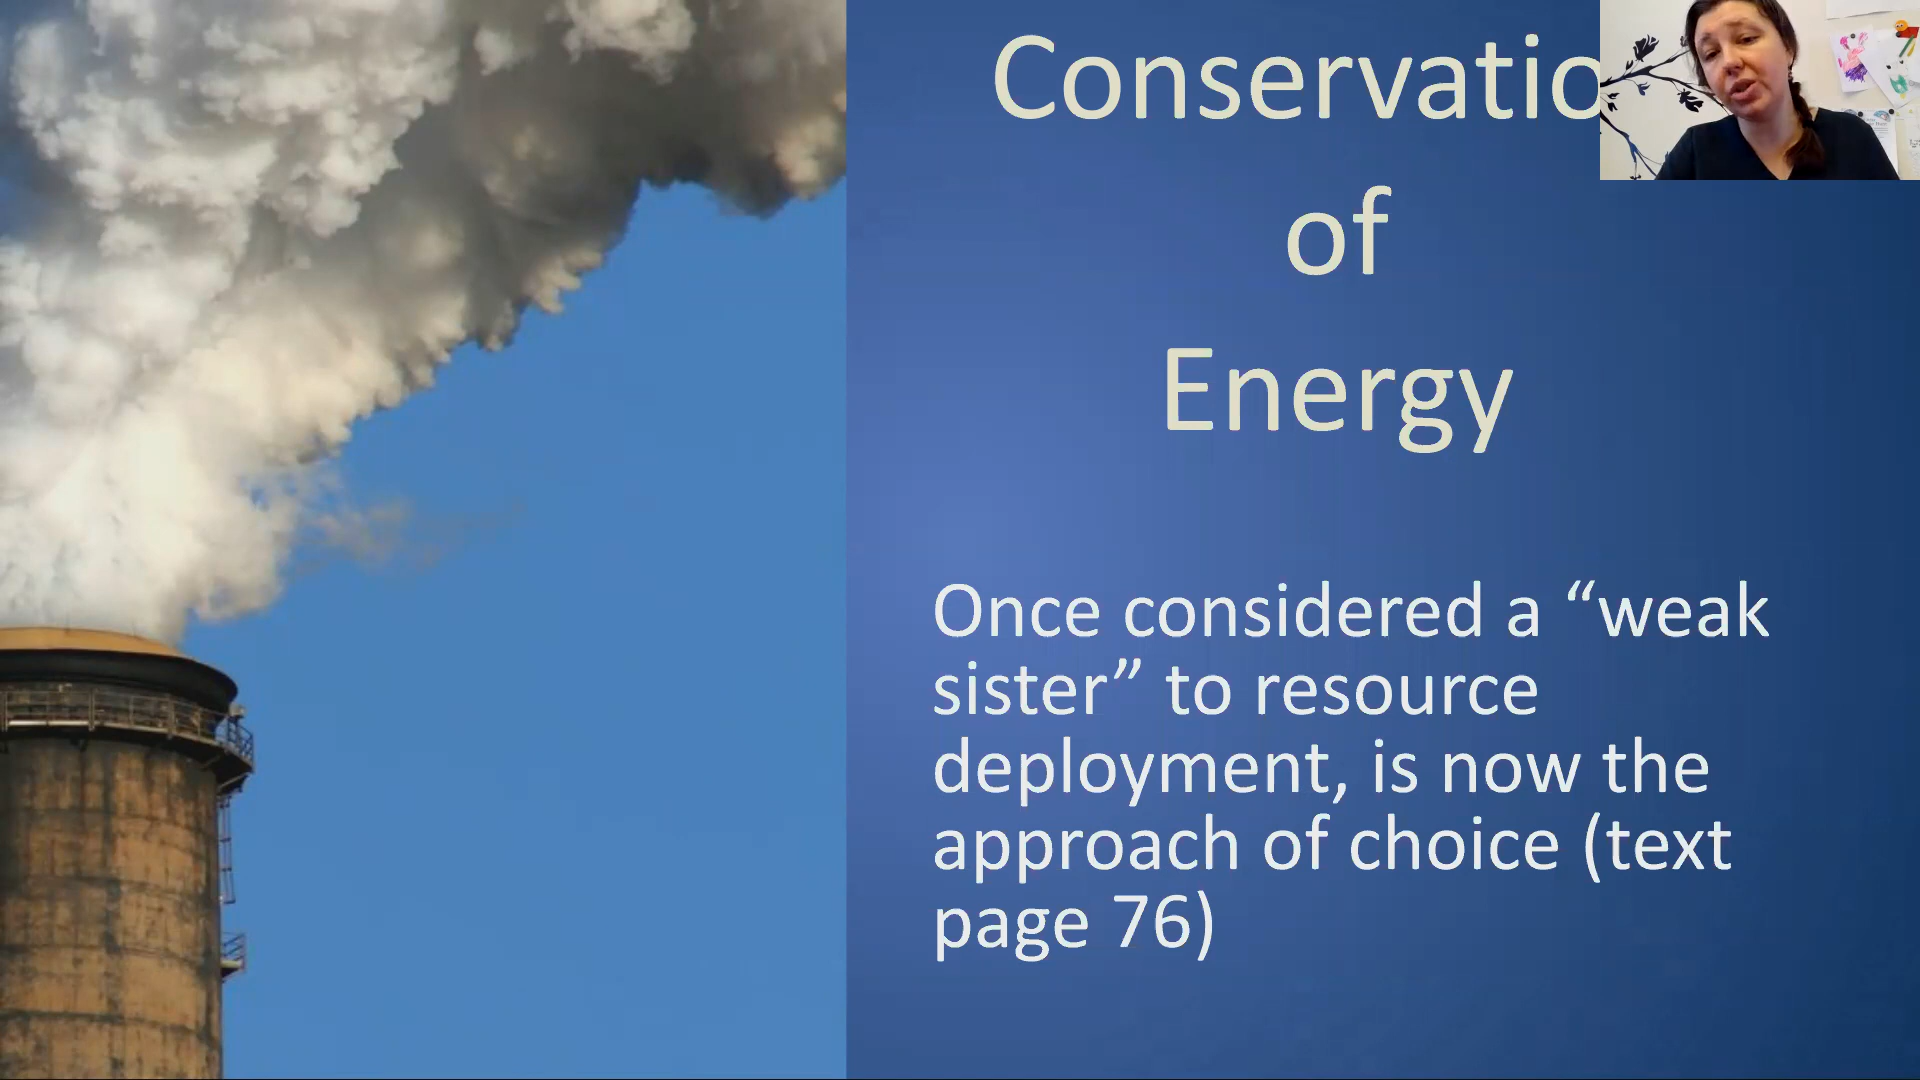 Conservatio
of
Energy
Once considered a “weak
sister” to resource
deployment, is now the
approach of choice (text
page 76)